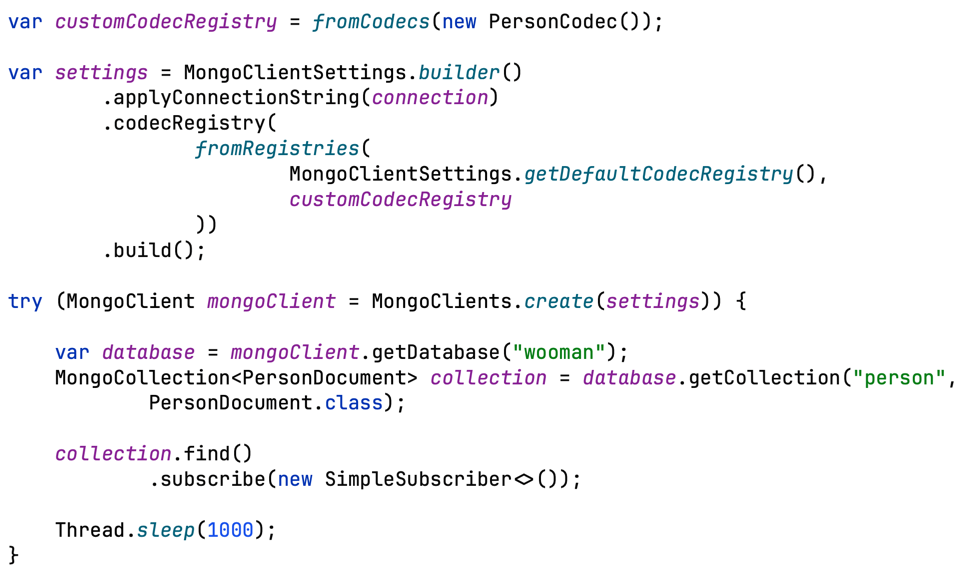 var customCodecRegistry = fromCodecs(new PersonCodec());

var settings = MongoClientSettings.builder()
        .applyConnectionString(connection)
        .codecRegistry(
                fromRegistries(
                        MongoClientSettings.getDefaultCodecRegistry(),
                        customCodecRegistry
                ))
        .build();

try (MongoClient mongoClient = MongoClients.create(settings)) {

    var database = mongoClient.getDatabase("wooman");
    MongoCollection<PersonDocument> collection = database.getCollection("person",
            PersonDocument.class);

    collection.find()
            .subscribe(new SimpleSubscriber<>());

    Thread.sleep(1000);
}